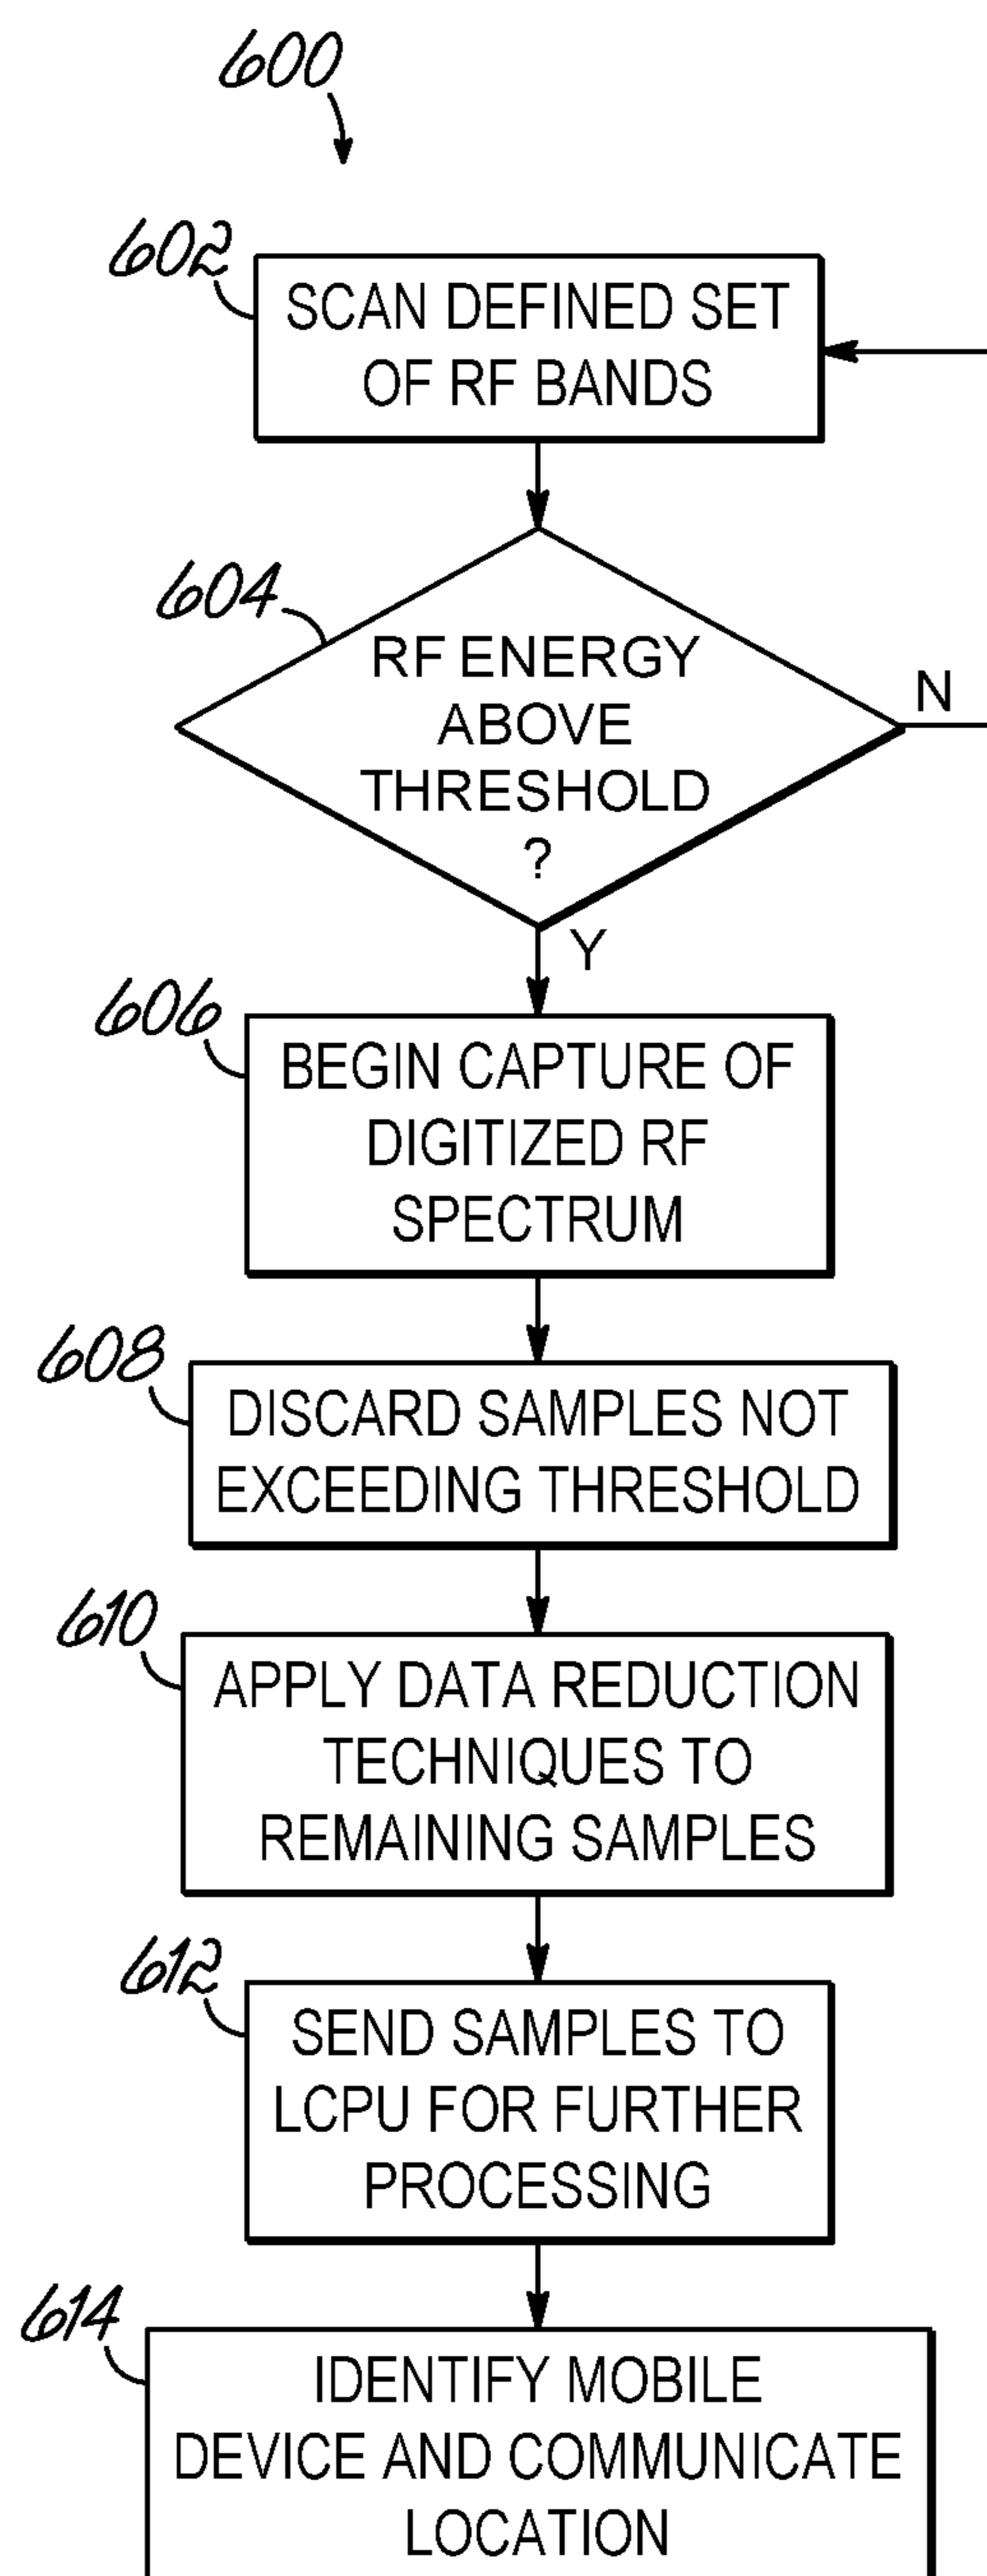 600
602
SCAN DEFINED SET
OF RF BANDS
604
RF ENERGY
ABOVE
THRESHOLD
?
N
Y
606
BEGIN CAPTURE OF
DIGITIZED RF
SPECTRUM
608
DISCARD SAMPLES NOT
EXCEEDING THRESHOLD
610
APPLY DATA REDUCTION
TECHNIQUES TO
REMAINING SAMPLES
612
SEND SAMPLES TO
LCPU FOR FURTHER
PROCESSING
614
IDENTIFY MOBILE
DEVICE AND COMMUNICATE
LOCATION